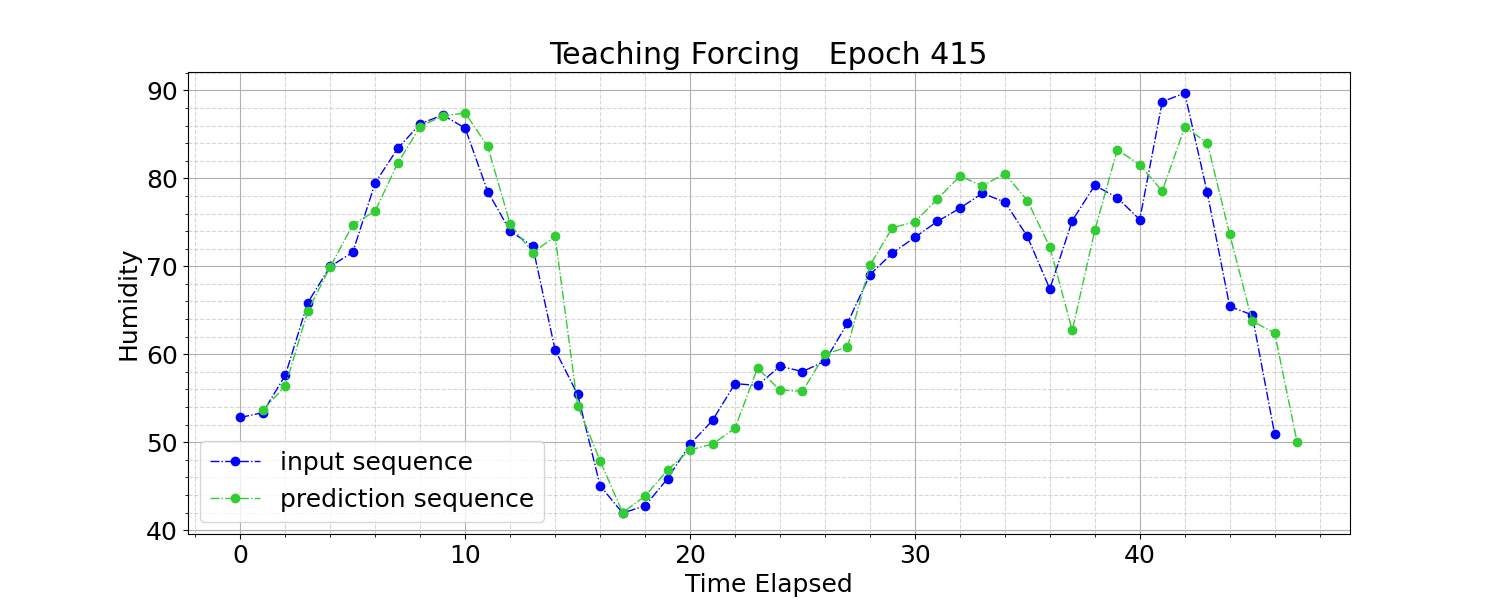 Teaching Forcing   Epoch 415
Humidity
90
80
70
60
50
40
input sequence
prediction sequence
0 10 20 30 40
Time Elapsed